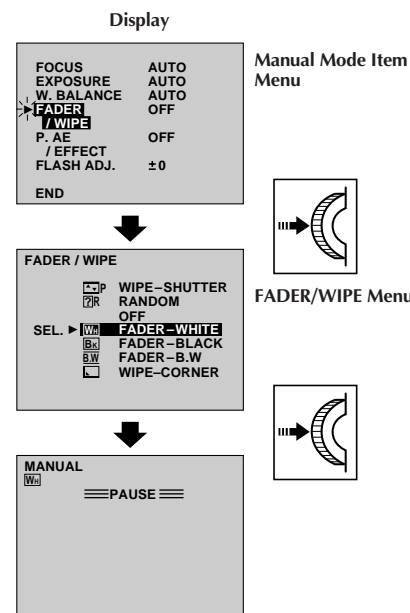 Display
Manual Mode Item
Menu
FOCUS AUTO
EXPOSURE AUTO
W. BALANCE AUTO
FADER OFF
/ WIPE
P. AE OFF
/ EFFECT
FLASH ADJ. ±0
END
FADER / WIPE
P WIPE–SHUTTER
?R RANDOM
OFF
SEL. ► WH FADER–WHITE
BK FADER–BLACK
B.W FADER–B.W
WIPE–CORNER
FADER/WIPE Menu
MANUAL
WH
PAUSE